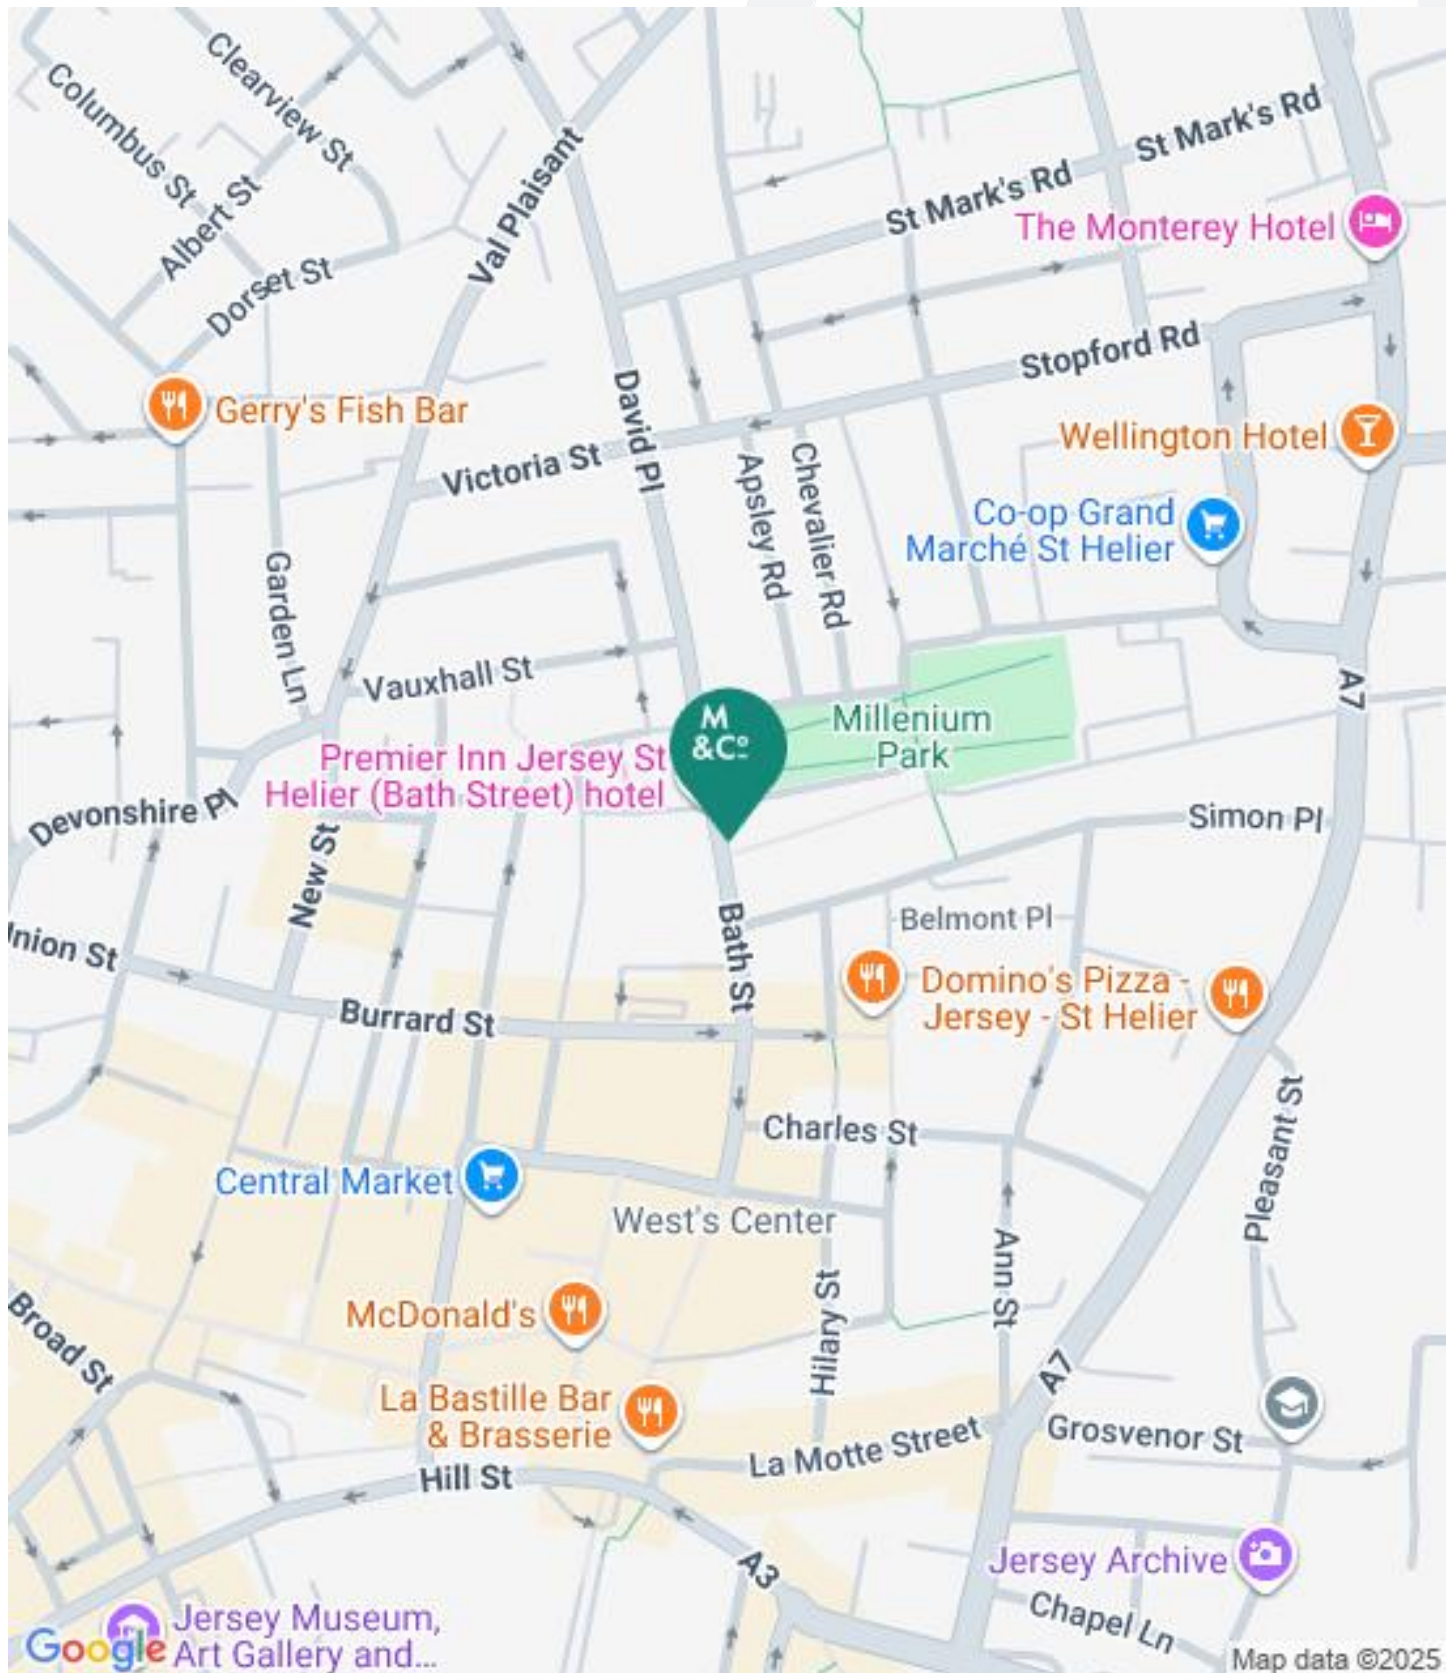 Clearview St
Columbus St
St Mark's Rd
St Mark's Rd
Albert St
Val Plaisant
The Monterey Hotel
Dorset St
Stopford Rd
Gerry's Fish Bar
David Pl
Wellington Hotel
Victoria St
Apsley Rd
Chevalier Rd
Co-op Grand
Marché St Helier
Garden Ln
Vauxhall St
A7
M
&Co
Millenium
Park
Premier Inn Jersey St
Helier (Bath Street) hotel
Devonshire Pl
Simon Pl
New St
Bath St
Belmont Pl
Union St
Domino's Pizza -
Jersey - St Helier
Burrard St
Pleasant St
Charles St
Central Market
West's Center
Ann St
Hilary St
McDonald's
Broad St
A7
La Bastille Bar
& Brasserie
Grosvenor St
La Motte Street
Hill St
A3
Jersey Archive
Chapel Ln
Jersey Museum,
Art Gallery and...
Google
Map data ©2025